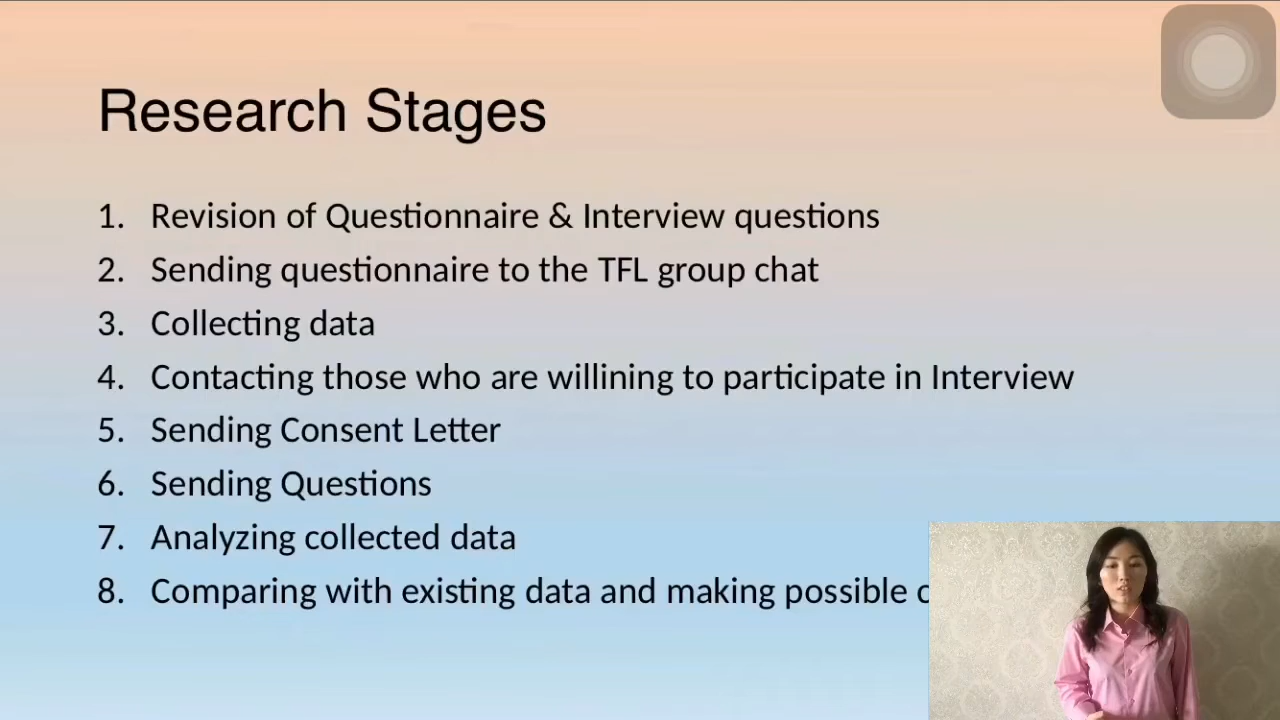 Research Stages
1. Revision of Questionnaire & Interview questions
2. Sending questionnaire to the TFL group chat
3. Collecting data
4. Contacting those who are willining to participate in Interview
5. Sending Consent Letter
6. Sending Questions
7. Analyzing collected data
8. Comparing with existing data and making possible